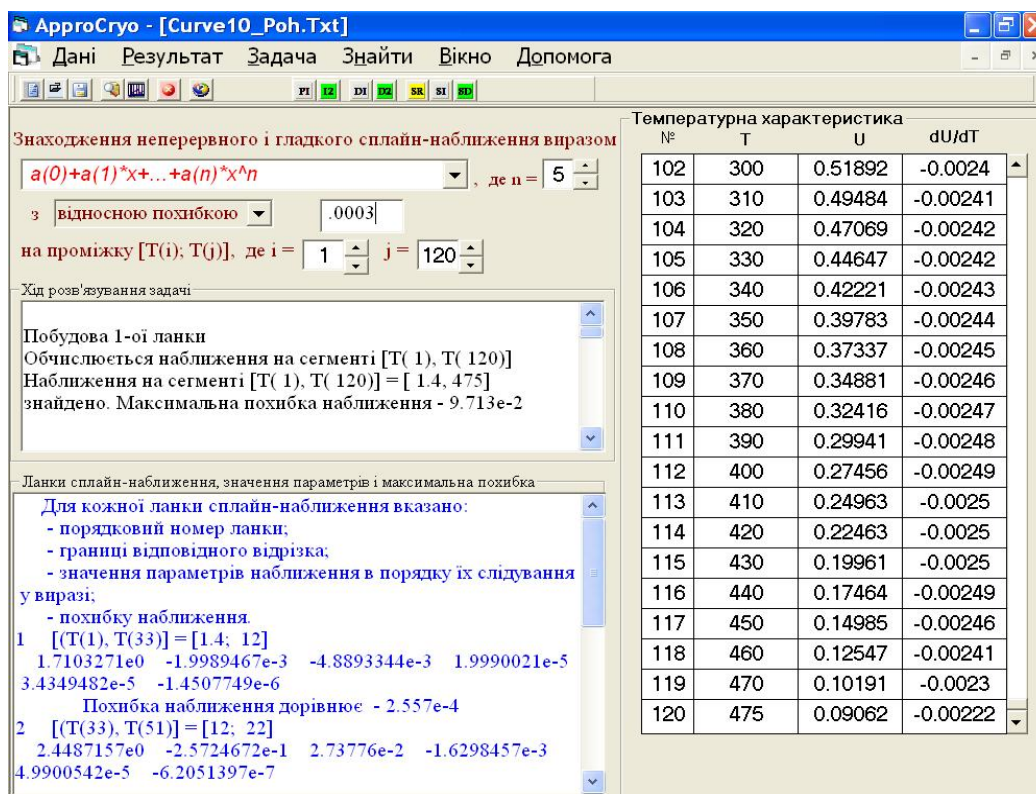 ApproCryo - [Curve10_Poh.Txt]
Дані Результат Задача Знайти Вікно Допомога
PI I2 DI D2 SR SI SD
Знаходження неперервного і гладкого сплайн-наближення виразом
a(0)+a(1)*x+...+a(n)*x^n , де n = 5
з відносною похибкою .0003
на проміжку [T(i); T(j)], де i = 1 j = 120
Хід розв'язування задачі
Побудова 1-ої ланки
Обчислюється наближення на сегменті [T( 1), T( 120)]
Наближення на сегменті [T( 1), T( 120)] = [ 1.4, 475]
знайдено. Максимальна похибка наближення - 9.713e-2
Ланки сплайн-наближення, значення параметрів і максимальна похибка
Для кожної ланки сплайн-наближення вказано:
- порядковий номер ланки;
- границі відповідного відрізка;
- значення параметрів наближення в порядку їх слідування
у виразі;
- похибку наближення.
1 [(T(1), T(33)] = [1.4; 12]
1.7103271e0 -1.9989467e-3 -4.8893344e-3 1.9990021e-5
3.4349482e-5 -1.4507749e-6
Похибка наближення дорівнює - 2.557e-4
2 [(T(33), T(51)] = [12; 22]
2.4487157e0 -2.5724672e-1 2.73776e-2 -1.6298457e-3
4.9900542e-5 -6.2051397e-7
Температурна характеристика
№ T U dU/dT
102 300 0.51892 -0.0024
103 310 0.49484 -0.00241
104 320 0.47069 -0.00242
105 330 0.44647 -0.00242
106 340 0.42221 -0.00243
107 350 0.39783 -0.00244
108 360 0.37337 -0.00245
109 370 0.34881 -0.00246
110 380 0.32416 -0.00247
111 390 0.29941 -0.00248
112 400 0.27456 -0.00249
113 410 0.24963 -0.0025
114 420 0.22463 -0.0025
115 430 0.19961 -0.0025
116 440 0.17464 -0.00249
117 450 0.14985 -0.00246
118 460 0.12547 -0.00241
119 470 0.10191 -0.0023
120 475 0.09062 -0.00222